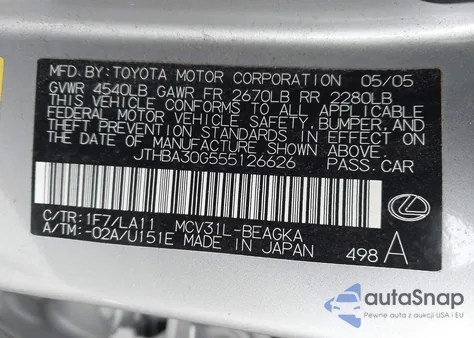 MFD. BY: TOYOTA MOTOR CORPORATION 05/05
GVWR 4540LB GAWR FR 2670LB RR 2280LB
THIS VEHICLE CONFORMS TO ALL APPLICABLE
FEDERAL MOTOR VEHICLE SAFETY, BUMPER, AND
THEFT PREVENTION STANDARDS IN EFFECT ON
THE DATE OF MANUFACTURE SHOWN ABOVE.
JTHBA30G555126626 PASS. CAR
C/TR: 1F7/LA11 MCV31L-BEAGKA
A/TM: -02A/U151E MADE IN JAPAN 498 A
autoSnap
Pewne auta z USA i EU